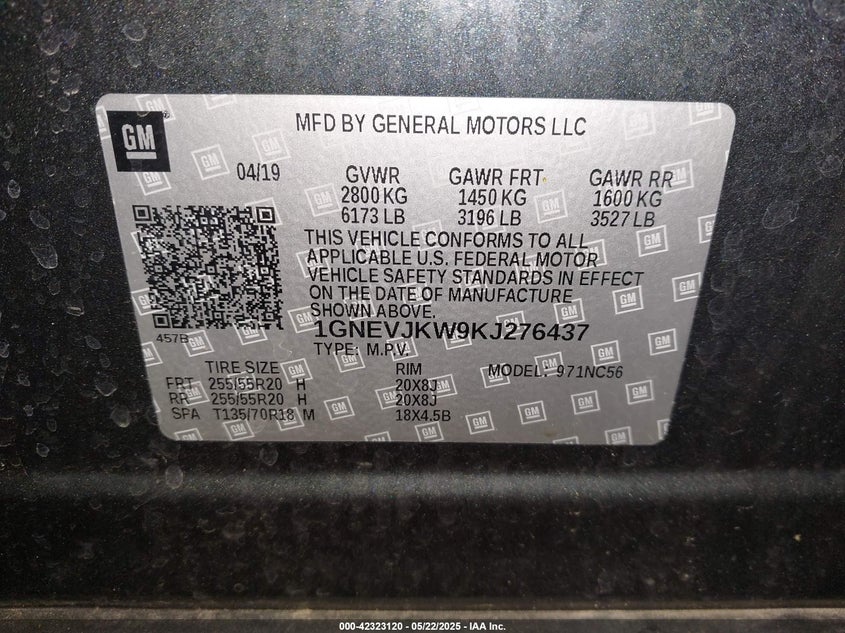 GM
MFD BY GENERAL MOTORS LLC
04/19 GVWR GAWR FRT GAWR RR
2800 KG 1450 KG 1600 KG
6173 LB 3196 LB 3527 LB
THIS VEHICLE CONFORMS TO ALL
APPLICABLE U.S. FEDERAL MOTOR
VEHICLE SAFETY STANDARDS IN EFFECT
ON THE DATE OF MANUFACTURE
SHOWN ABOVE.
457B 1GNEVJKW9KJ276437
TYPE: M.P.V.
TIRE SIZE RIM MODEL: 971NC56
FRT 255/55R20 H 20X8J
RR 255/55R20 H 20X8J
SPA T135/70R18 M 18X4.5B
000-42323120 - 05/22/2025 - IAA Inc.